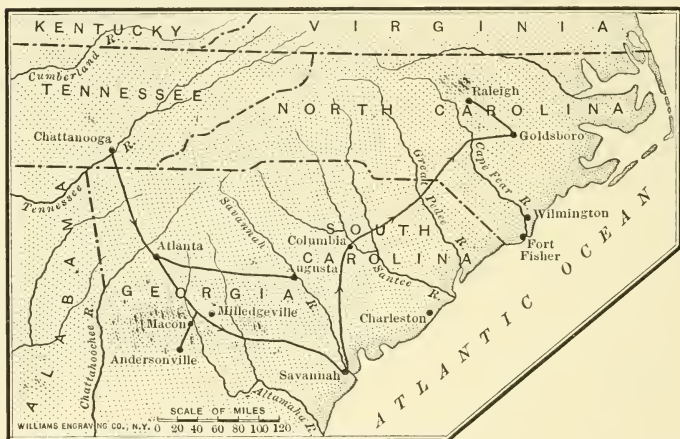 KENTUCKY
VIRGINIA
Cumberland R.
TENNESSEE
Raleigh
NORTH CAROLINA
Chattanooga
R.
Goldsboro
Tennessee
Great Pedee R.
Cape Fear R.
Savannah R.
Wilmington
Fort
Fisher
Atlanta
Columbia
SOUTH
CAROLINA
Augusta
ALABAMA
GEORGIA
Santee R.
Milledgeville
Macon
Charleston
Chattahoochee R.
Andersonville
Savannah
Altamaha R.
ATLANTIC OCEAN
SCALE OF MILES
0 20 40 60 80 100 120
WILLIAMS ENGRAVING CO., N.Y.